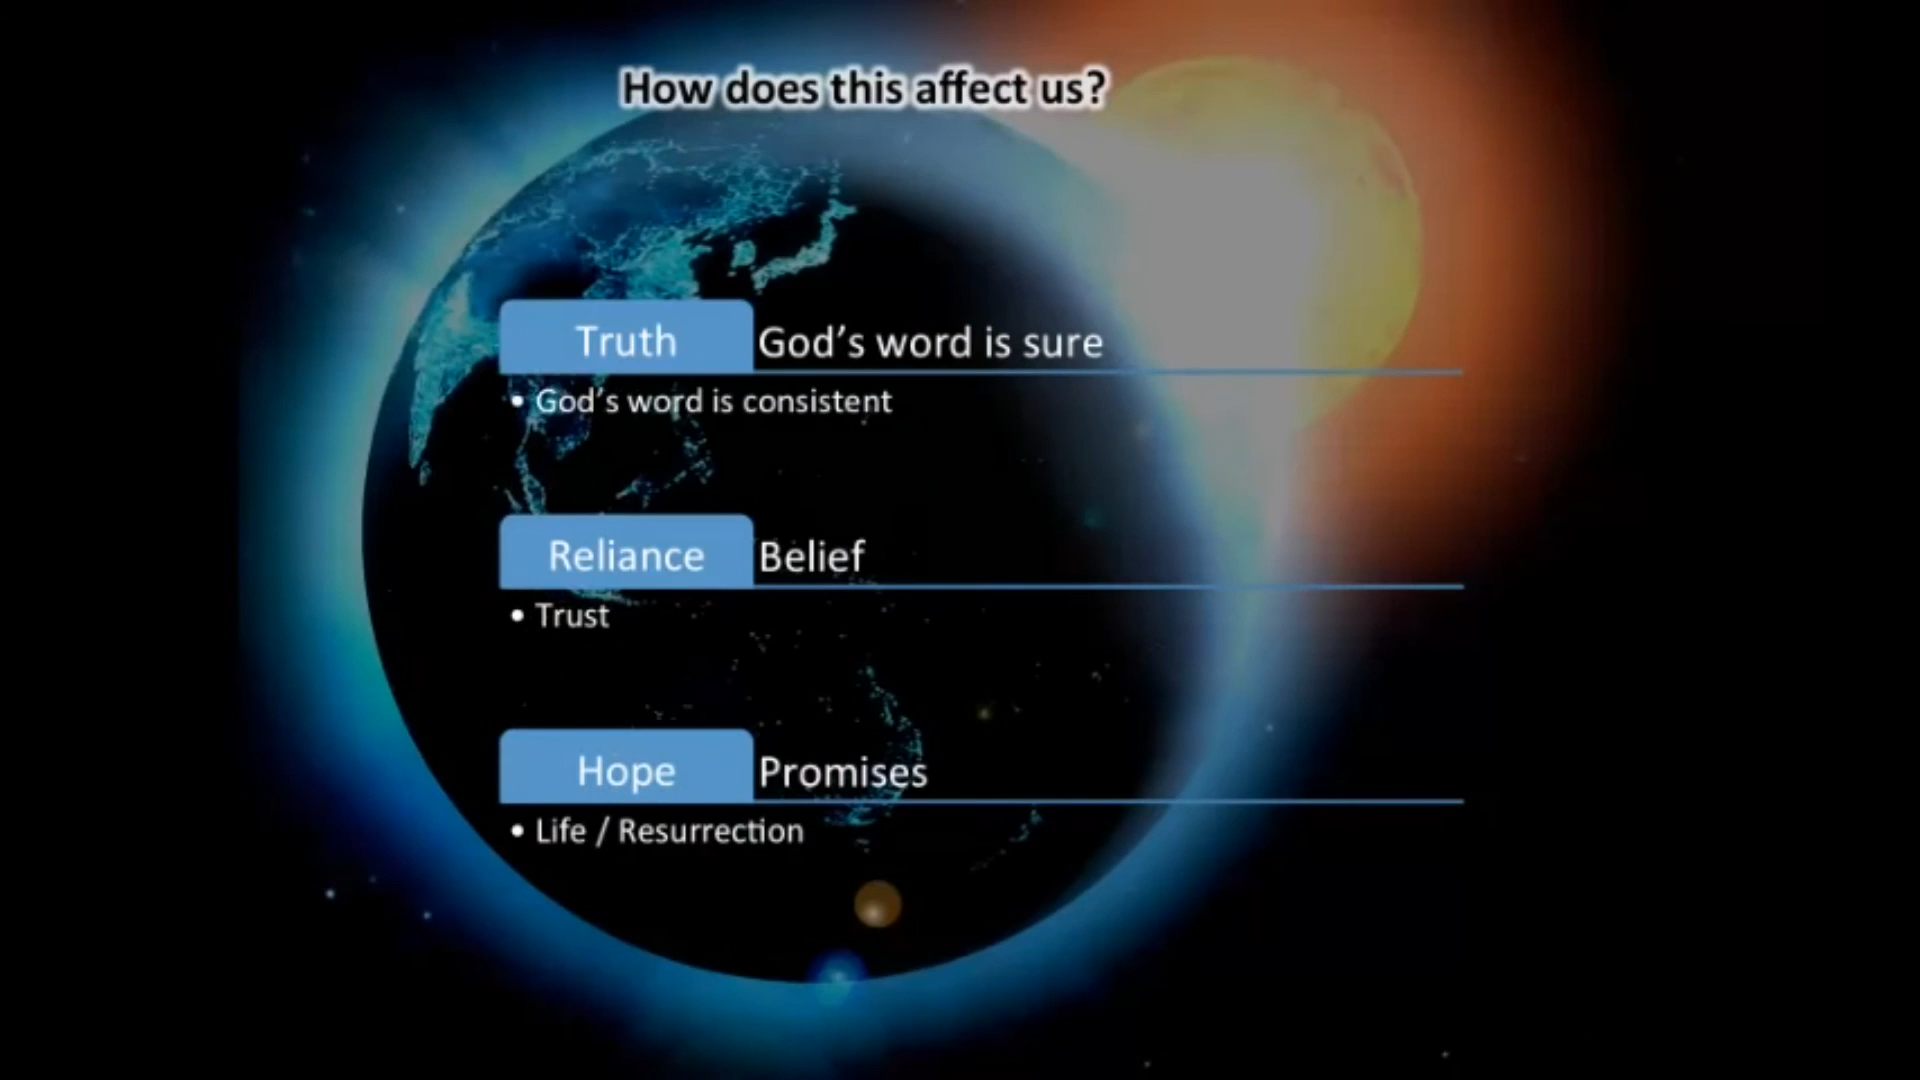 How does this affect us?
Truth God's word is sure
• God's word is consistent
Reliance Belief
• Trust
Hope Promises
• Life / Resurrection